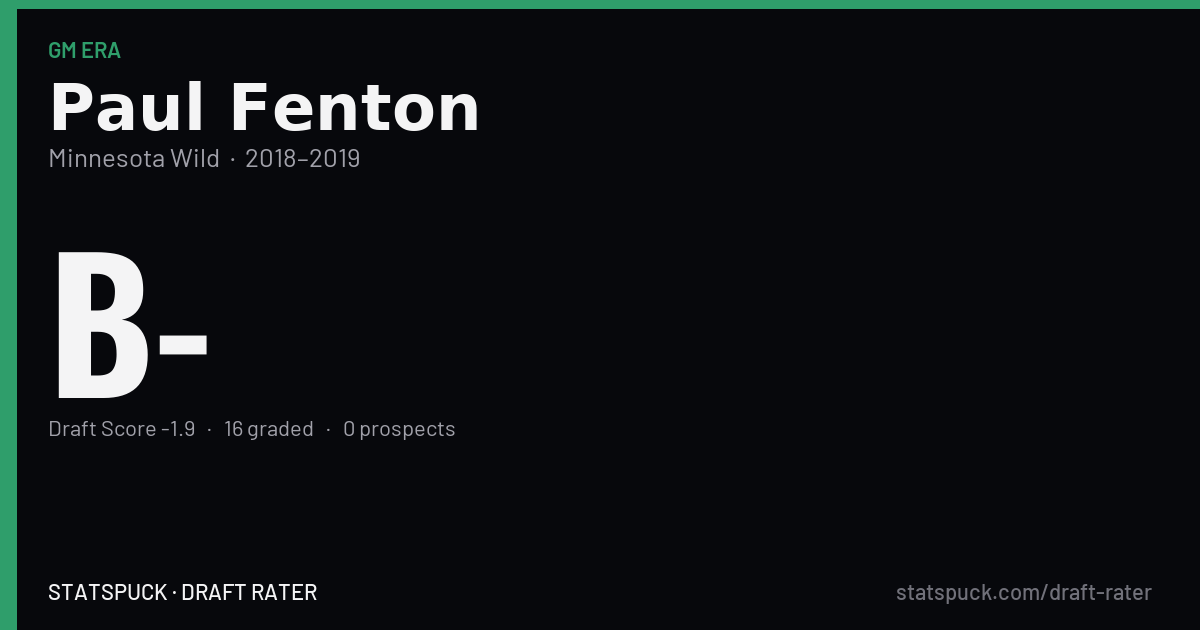 GM ERA
Paul Fenton
Minnesota Wild · 2018–2019
B-
Draft Score -1.9 · 16 graded · 0 prospects
STATSPUCK · DRAFT RATER
statspuck.com/draft-rater